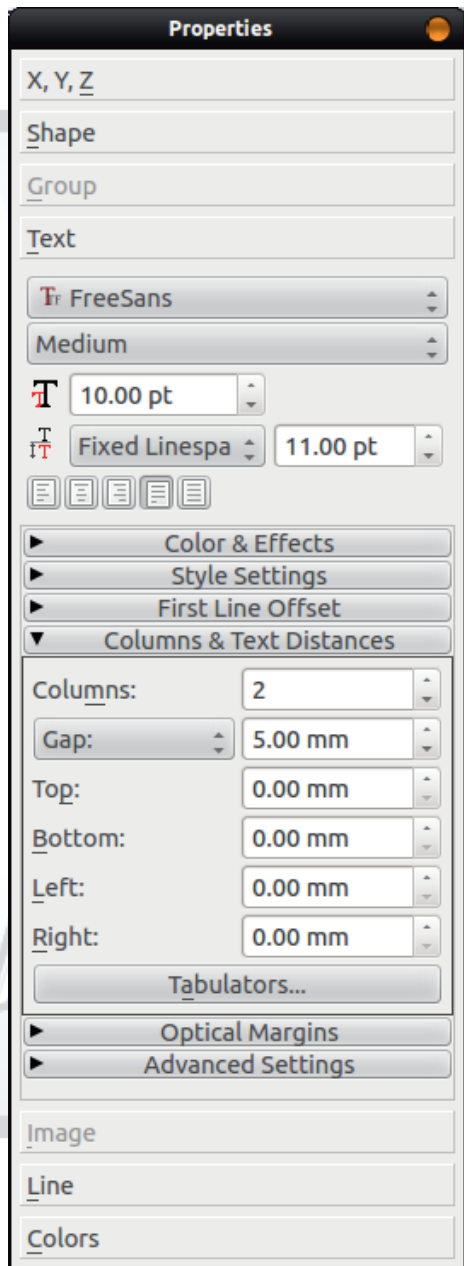 Properties
X, Y, Z
Shape
Group
Text
FreeSans
Medium
10.00 pt
Fixed Linespa 11.00 pt
Color & Effects
Style Settings
First Line Offset
Columns & Text Distances
Columns: 2
Gap: 5.00 mm
Top: 0.00 mm
Bottom: 0.00 mm
Left: 0.00 mm
Right: 0.00 mm
Tabulators...
Optical Margins
Advanced Settings
Image
Line
Colors